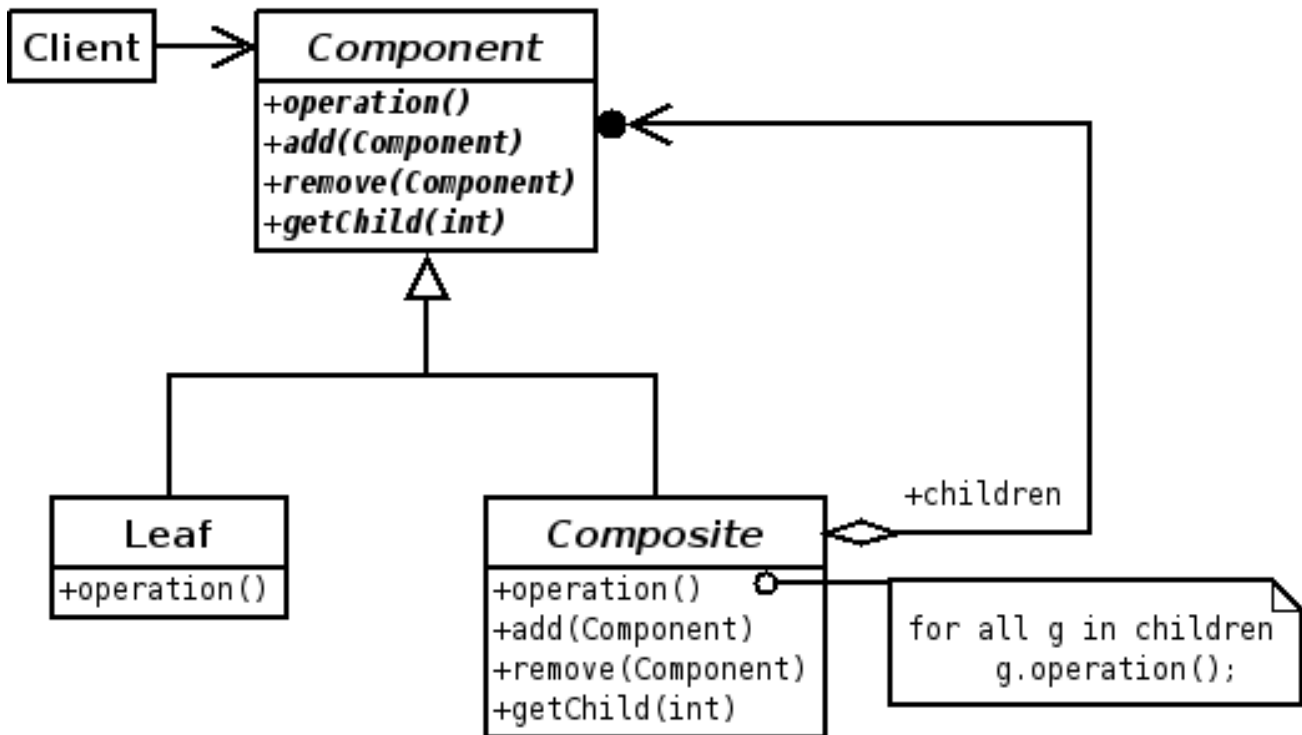 Client
Component
+operation()
+add(Component)
+remove(Component)
+getChild(int)
Leaf
+operation()
Composite
+operation()
+add(Component)
+remove(Component)
+getChild(int)
+children
for all g in children
g.operation();